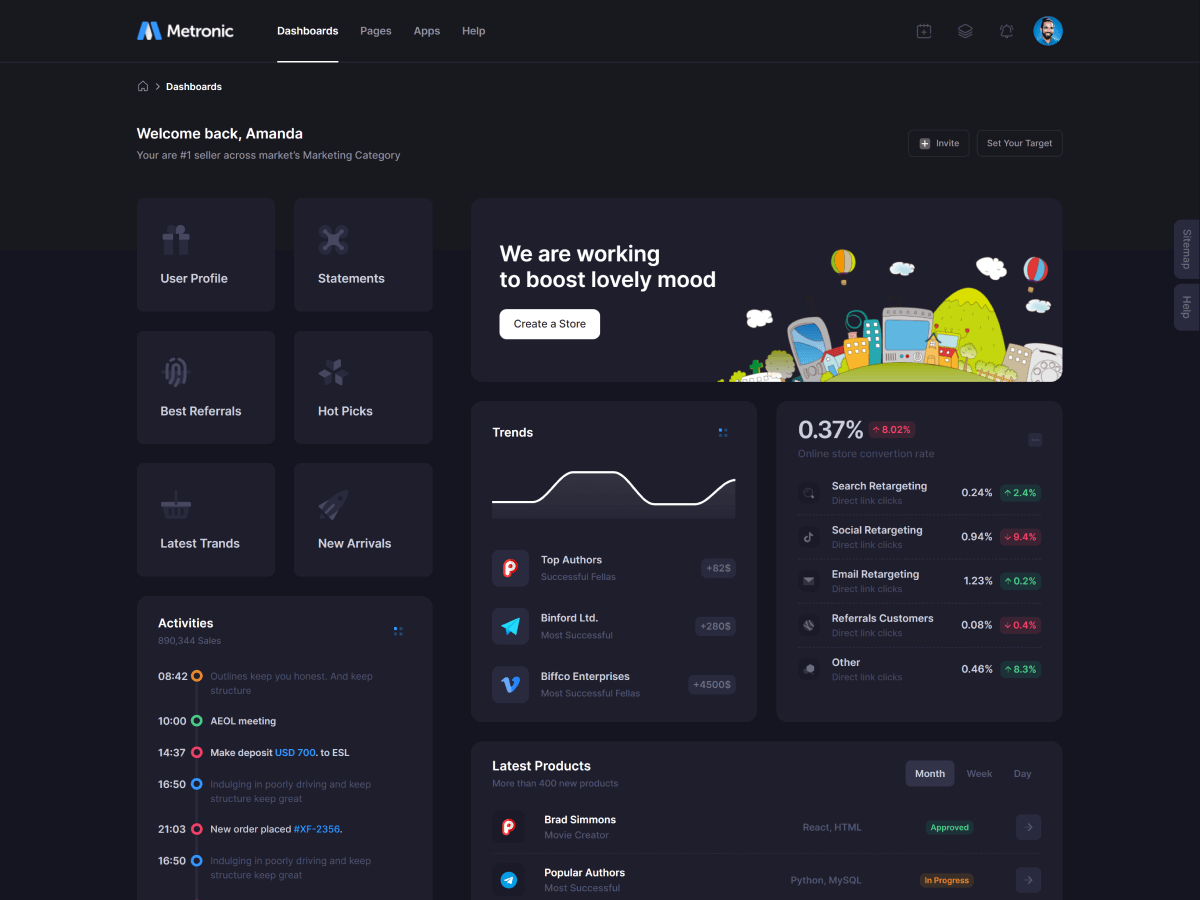 Metronic
Dashboards
Pages
Apps
Help
Dashboards
Welcome back, Amanda
Your are #1 seller across market's Marketing Category
Invite
Set Your Target
User Profile
Statements
Best Referrals
Hot Picks
Latest Trands
New Arrivals
We are working
to boost lovely mood
Create a Store
Sitemap
Help
Activities
890,344 Sales
08:42
Outlines keep you honest. And keep
structure
10:00
AEOL meeting
14:37
Make deposit USD 700. to ESL
16:50
Indulging in poorly driving and keep
structure keep great
21:03
New order placed #XF-2356.
16:50
Indulging in poorly driving and keep
structure keep great
Trends
Top Authors
Successful Fellas
+82$
Binford Ltd.
Most Successful
+280$
Biffco Enterprises
Most Successful Fellas
+4500$
0.37%
8.02%
Online store convertion rate
Search Retargeting
Direct link clicks
0.24%
2.4%
Social Retargeting
Direct link clicks
0.94%
9.4%
Email Retargeting
Direct link clicks
1.23%
0.2%
Referrals Customers
Direct link clicks
0.08%
0.4%
Other
Direct link clicks
0.46%
8.3%
Latest Products
More than 400 new products
Month
Week
Day
Brad Simmons
Movie Creator
React, HTML
Approved
Popular Authors
Most Successful
Python, MySQL
In Progress